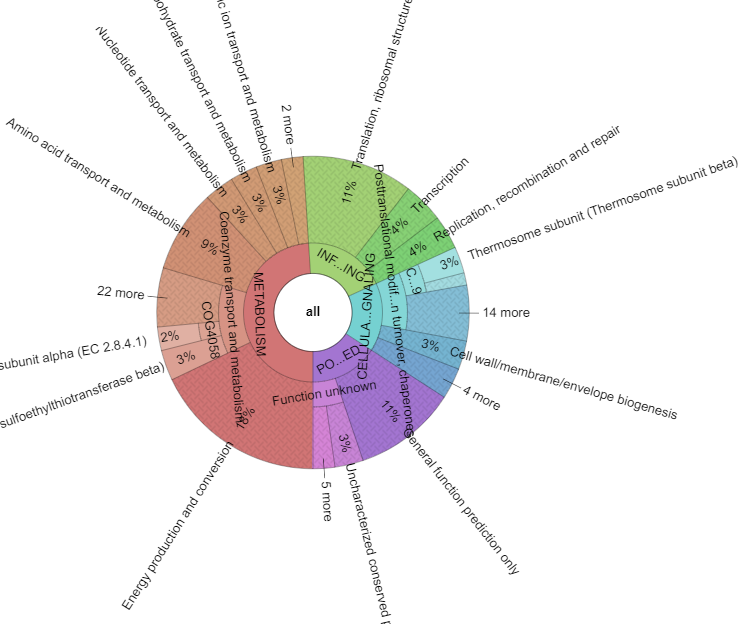 all
METABOLISM
INF...ING
CELLULA...GNALING
PO...ED
Amino acid transport and metabolism
9%
Nucleotide transport and metabolism
3%
ohydrate transport and metabolism
3%
ic ion transport and metabolism
3%
2 more
Translation, ribosomal structure
11%
Transcription
4%
Replication, recombination and repair
4%
Posttranslational modif...n turnover, chaperones
C...9
Thermosome subunit (Thermosome subunit beta)
3%
14 more
Cell wall/membrane/envelope biogenesis
3%
4 more
General function prediction only
11%
Function unknown
Uncharacterized conserved
3%
5 more
Energy production and conversion
Coenzyme transport and metabolism
COG4058
sulfoethylthiotransferase beta)
3%
subunit alpha (EC 2.8.4.1)
2%
22 more